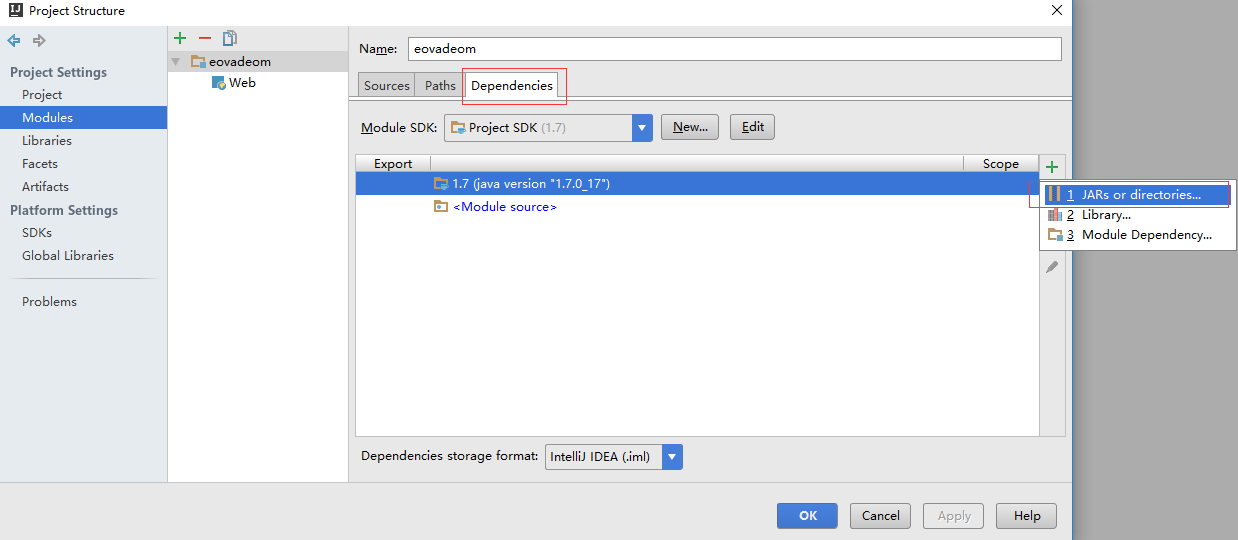 Project Structure
Project Settings
Project
Modules
Libraries
Facets
Artifacts
Platform Settings
SDKs
Global Libraries
Problems
eovadeom
Web
Name: eovadeom
Sources Paths Dependencies
Module SDK: Project SDK (1.7) New... Edit
Export Scope
1.7 (java version "1.7.0_17")
<Module source>
1 JARs or directories...
2 Library...
3 Module Dependency...
Dependencies storage format: IntelliJ IDEA (.iml)
OK Cancel Apply Help